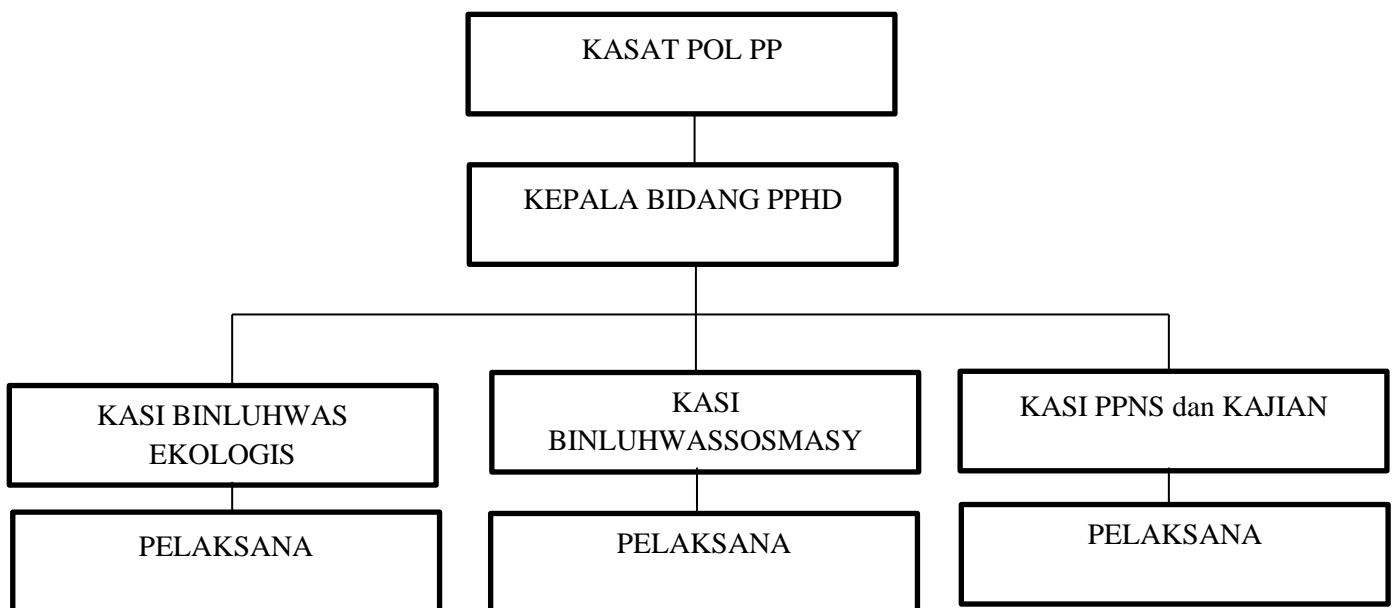 KASAT POL PP
KEPALA BIDANG PPHD
KASI BINLUHWAS
EKOLOGIS
KASI
BINLUHWASSOSMASY
KASI PPNS dan KAJIAN
PELAKSANA
PELAKSANA
PELAKSANA